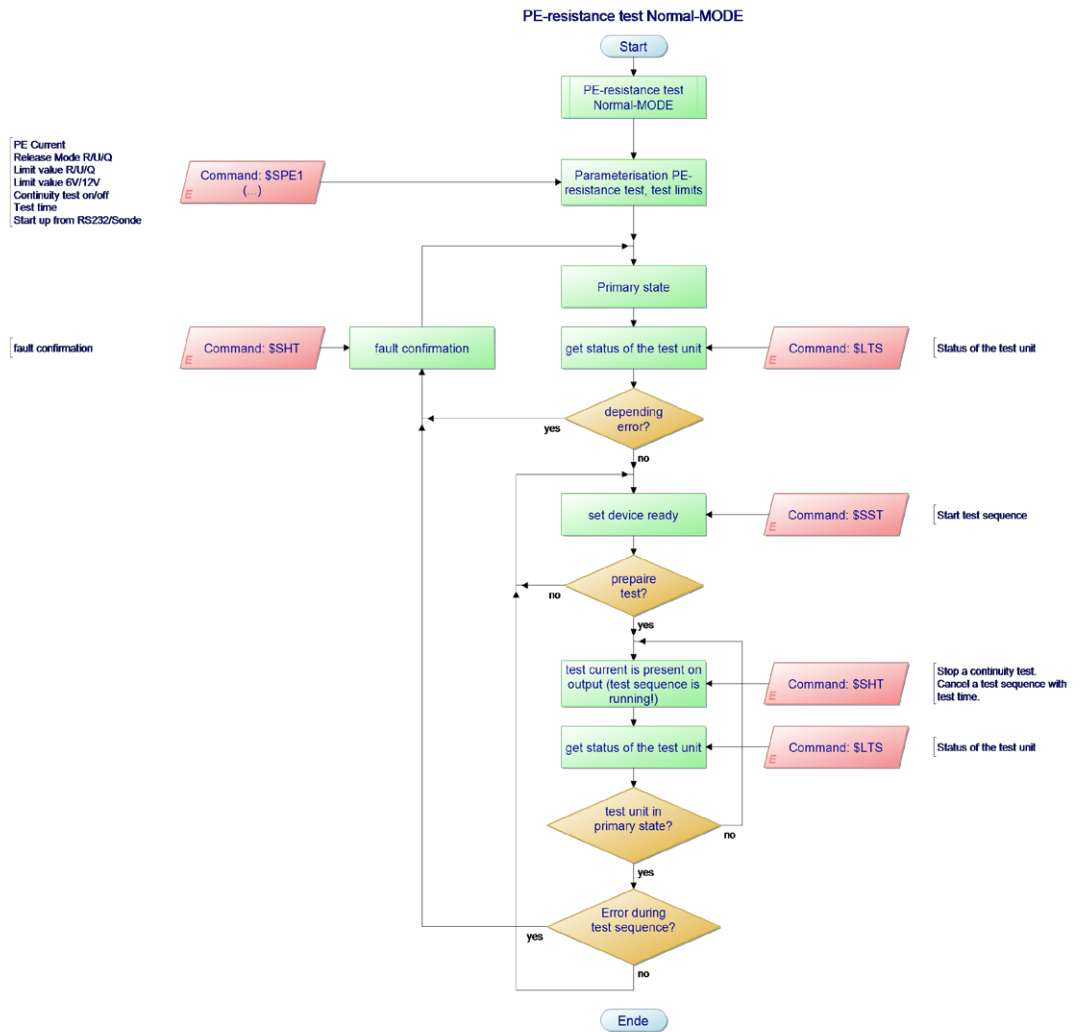 PE-resistance test Normal-MODE
Start
PE-resistance test
Normal-MODE
PE Current
Release Mode R/U/Q
Limit value R/U/Q
Limit value 6V/12V
Continuity test on/off
Test time
Start up from RS232/Sonde
Command: $SPE1
(...)
E
Parameterisation PE-
resistance test, test limits
Primary state
fault confirmation
Command: $SHT
E
fault confirmation
get status of the test unit
Command: $LTS
E
Status of the test unit
depending
error?
yes
no
set device ready
Command: $SST
E
Start test sequence
prepaire
test?
no
yes
test current is present on
output (test sequence is
running!)
Command: $SHT
E
Stop a continuity test.
Cancel a test sequence with
test time.
get status of the test unit
Command: $LTS
E
Status of the test unit
test unit in
primary state?
no
yes
Error during
test sequence?
yes
no
Ende